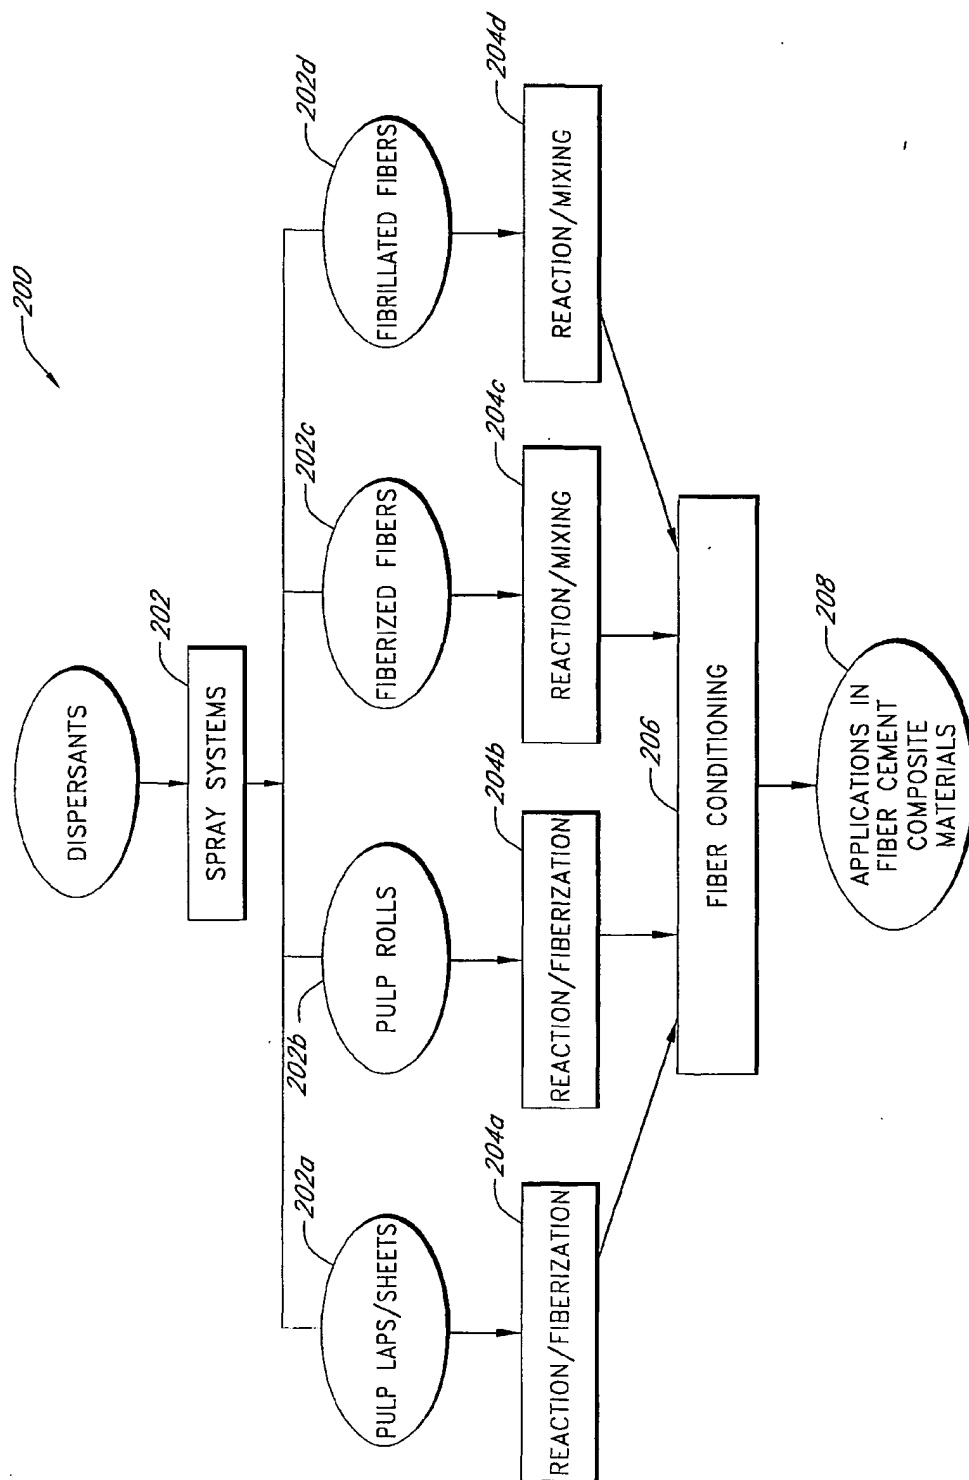 200
DISPERSANTS
202
SPRAY SYSTEMS
202a
PULP LAPS/SHEETS
202b
PULP ROLLS
202c
FIBERIZED FIBERS
202d
FIBRILLATED FIBERS
204a
REACTION/FIBERIZATION
204b
REACTION/FIBERIZATION
204c
REACTION/MIXING
204d
REACTION/MIXING
206
FIBER CONDITIONING
208
APPLICATIONS IN
FIBER CEMENT
COMPOSITE
MATERIALS